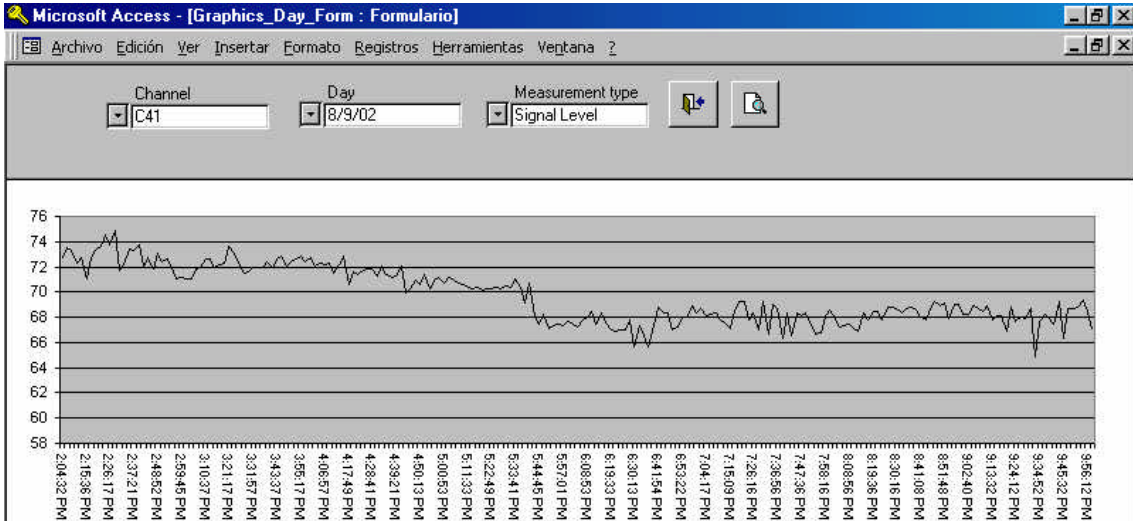 Microsoft Access - [Graphics_Day_Form : Formulario]
Archivo Edición Ver Insertar Formato Registros Herramientas Ventana ?
Channel Day Measurement type
C41 8/9/02 Signal Level
76
74
72
70
68
66
64
62
60
58
2:04:32 PM
2:15:36 PM
2:26:17 PM
2:37:21 PM
2:48:52 PM
2:59:45 PM
3:10:37 PM
3:21:17 PM
3:31:57 PM
3:44:37 PM
3:55:17 PM
4:06:57 PM
4:17:49 PM
4:28:41 PM
4:39:21 PM
4:50:13 PM
5:00:53 PM
5:11:33 PM
5:22:49 PM
5:33:41 PM
5:44:45 PM
5:57:01 PM
6:08:53 PM
6:19:33 PM
6:30:13 PM
6:41:54 PM
6:53:22 PM
7:04:17 PM
7:15:09 PM
7:26:16 PM
7:36:56 PM
7:47:36 PM
7:58:16 PM
8:08:56 PM
8:19:36 PM
8:30:16 PM
8:41:08 PM
8:51:48 PM
9:02:40 PM
9:13:32 PM
9:24:12 PM
9:34:52 PM
9:45:32 PM
9:56:12 PM